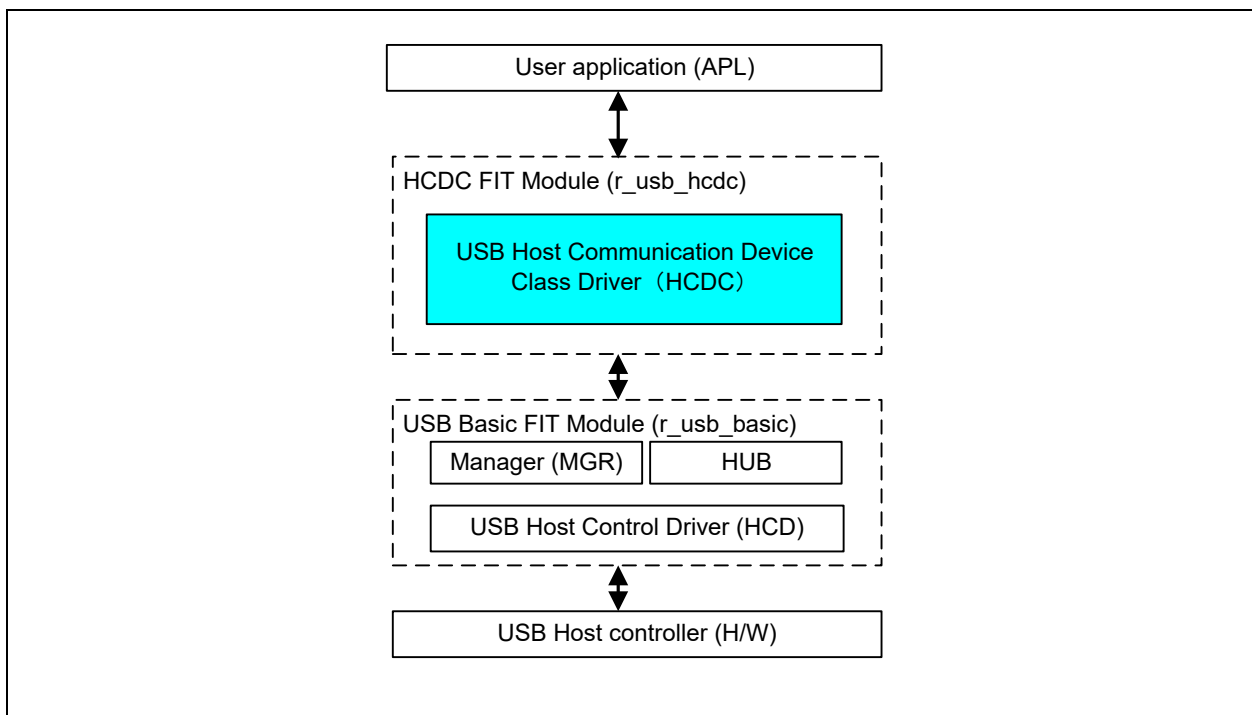 User application (APL)
HCDC FIT Module (r_usb_hcdc)
USB Host Communication Device
Class Driver（HCDC）
USB Basic FIT Module (r_usb_basic)
Manager (MGR)
HUB
USB Host Control Driver (HCD)
USB Host controller (H/W)